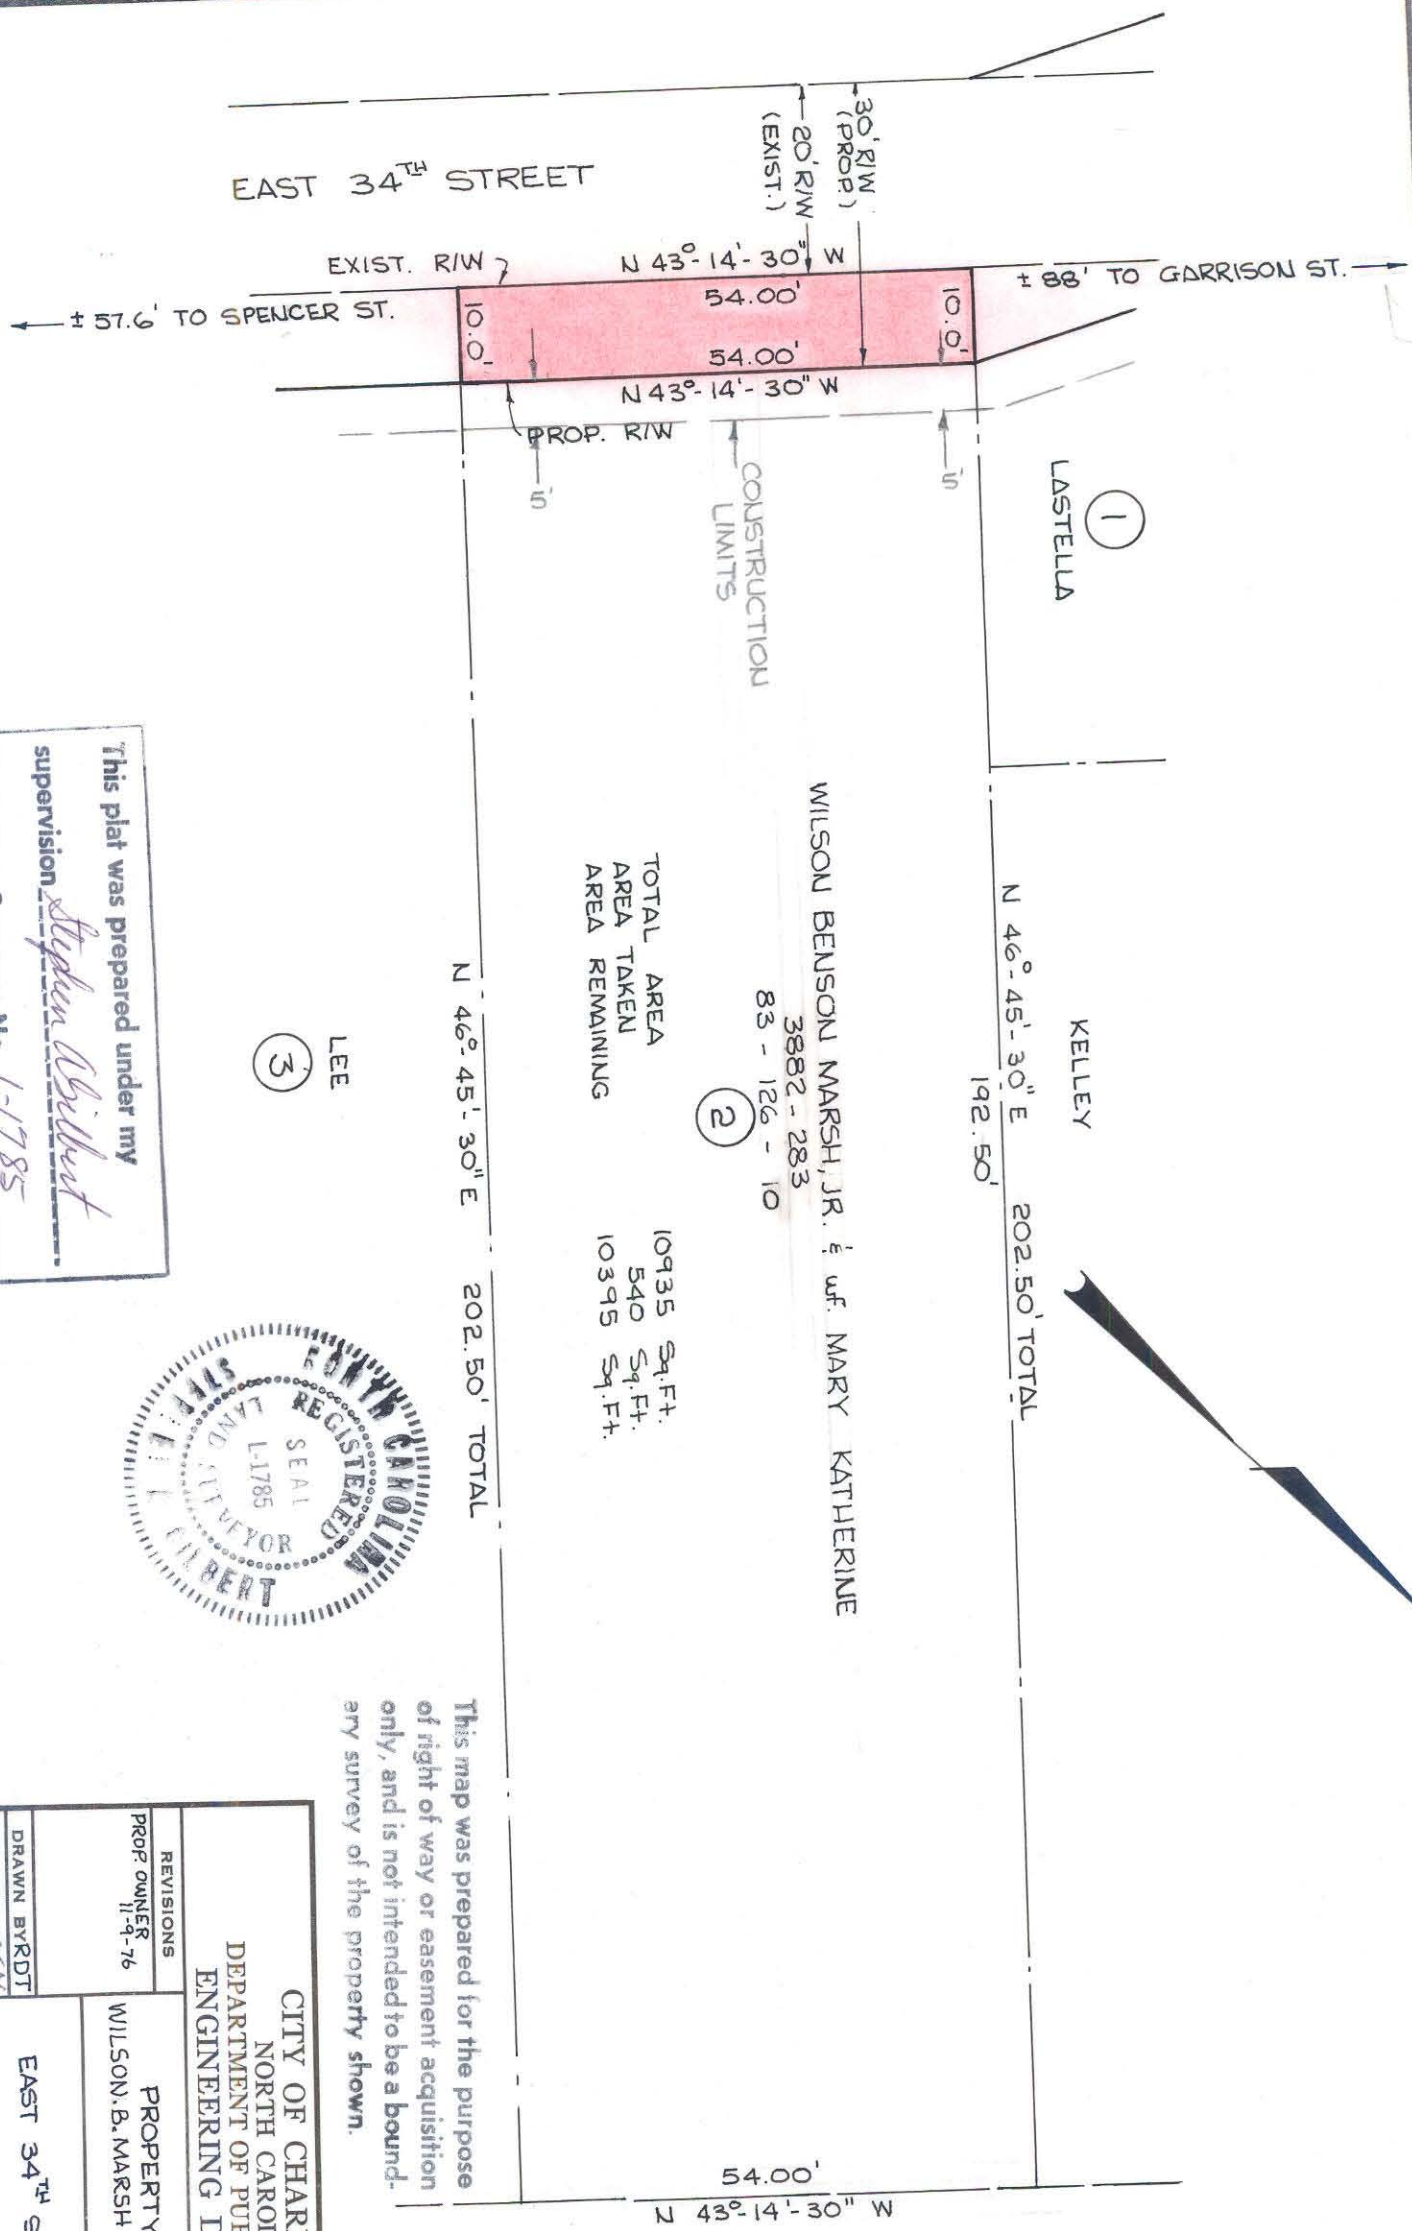 30' R/W
(PROP.)
20' R/W
(EXIST.)
EAST 34TH STREET
EXIST. R/W
N 43°-14'-30" W
± 88' TO GARRISON ST.
± 57.6' TO SPENCER ST.
10.0'
54.00'
10.0'
54.00'
N 43°-14'-30" W
PROP. R/W
5'
5'
CONSTRUCTION
LIMITS
1
LASTELLA
KELLEY
N 46°-45'-30" E 202.50' TOTAL
192.50'
WILSON BENSON MARSH, JR. & wf. MARY KATHERINE
3882-283
83-126-10
2
TOTAL AREA 10935 Sq.Ft.
AREA TAKEN 540 Sq.Ft.
AREA REMAINING 10395 Sq.Ft.
N 46°-45'-30" E 202.50' TOTAL
LEE
3
This plat was prepared under my
supervision Stephen A Gilbert
L-1785
NORTH CAROLINA
REGISTERED
SEAL
L-1785
LAND SURVEYOR
GILBERT
This map was prepared for the purpose
of right of way or easement acquisition
only, and is not intended to be a bound-
ary survey of the property shown.
54.00'
N 43°-14'-30" W
CITY OF CHAR
NORTH CAROL
DEPARTMENT OF PUB
ENGINEERING D
REVISIONS
PROP. OWNER
11-9-76
PROPERTY
WILSON.B.MARSH
DRAWN BY RDT
EAST 34TH S